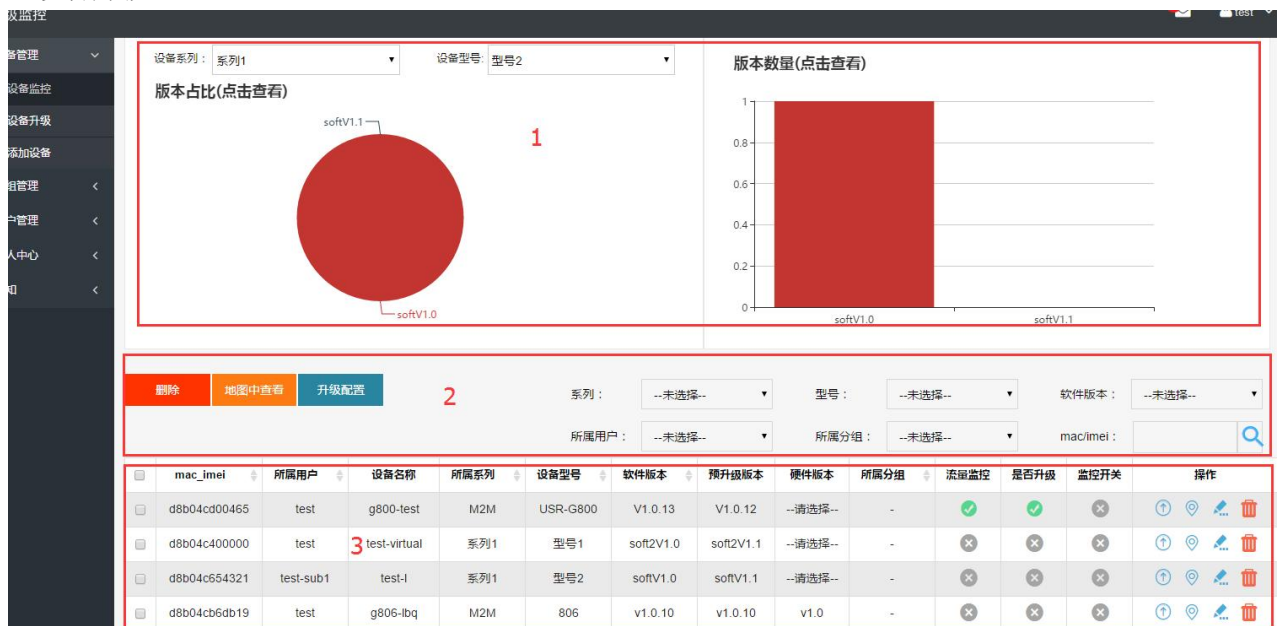 级监控
test
备管理
设备监控
设备升级
添加设备
组管理
户管理
人中心
知
设备系列： 系列1 设备型号: 型号2
版本占比(点击查看)
softV1.1
softV1.0
1
版本数量(点击查看)
1
0.8
0.6
0.4
0.2
0
softV1.0 softV1.1
删除 地图中查看 升级配置
2
系列： --未选择-- 型号： --未选择-- 软件版本： --未选择--
所属用户： --未选择-- 所属分组： --未选择-- mac/imei：
mac_imei 所属用户 设备名称 所属系列 设备型号 软件版本 预升级版本 硬件版本 所属分组 流量监控 是否升级 监控开关 操作
d8b04cd00465 test g800-test M2M USR-G800 V1.0.13 V1.0.12 --请选择-- -
d8b04c400000 test 3 test-virtual 系列1 型号1 soft2V1.0 soft2V1.1 --请选择-- -
d8b04c654321 test-sub1 test-l 系列1 型号2 softV1.0 softV1.1 --请选择-- -
d8b04cb6db19 test g806-lbq M2M 806 v1.0.10 v1.0.10 v1.0 -